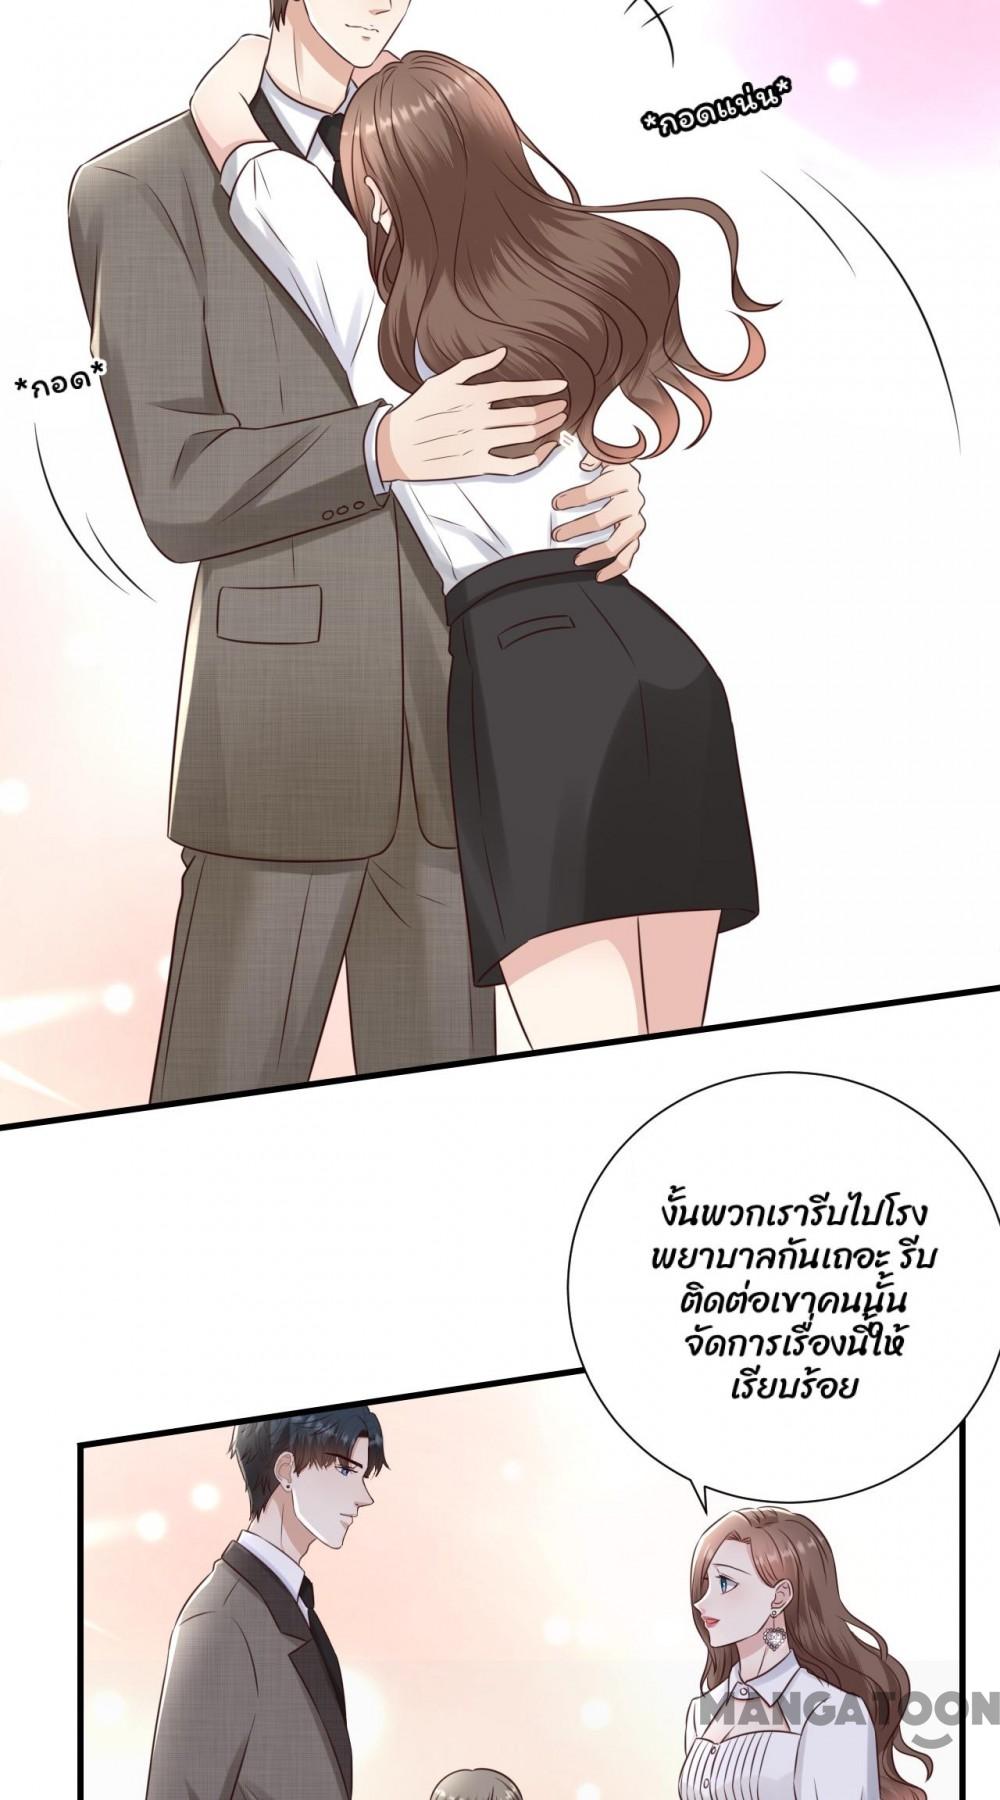 *กอดแน่น*
*กอด*
งั้นพวกเรารีบไปโรง
พยาบาลกันเถอะ รีบ
ติดต่อเขาคนนั้น
จัดการเรื่องนี้ให้
เรียบร้อย
MANGATOON